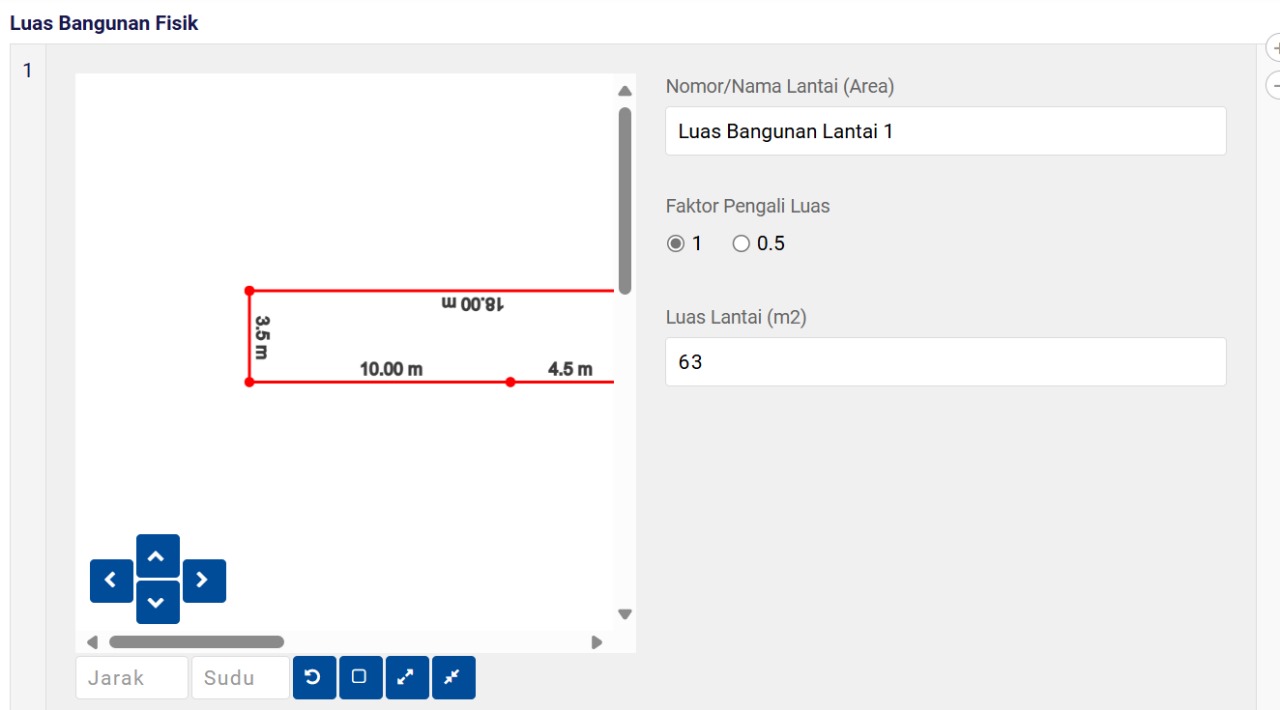 Luas Bangunan Fisik
1
Nomor/Nama Lantai (Area)
Luas Bangunan Lantai 1
Faktor Pengali Luas
1 0.5
18.00 m
3.5 m
10.00 m 4.5 m
Luas Lantai (m2)
63
Jarak Sudu